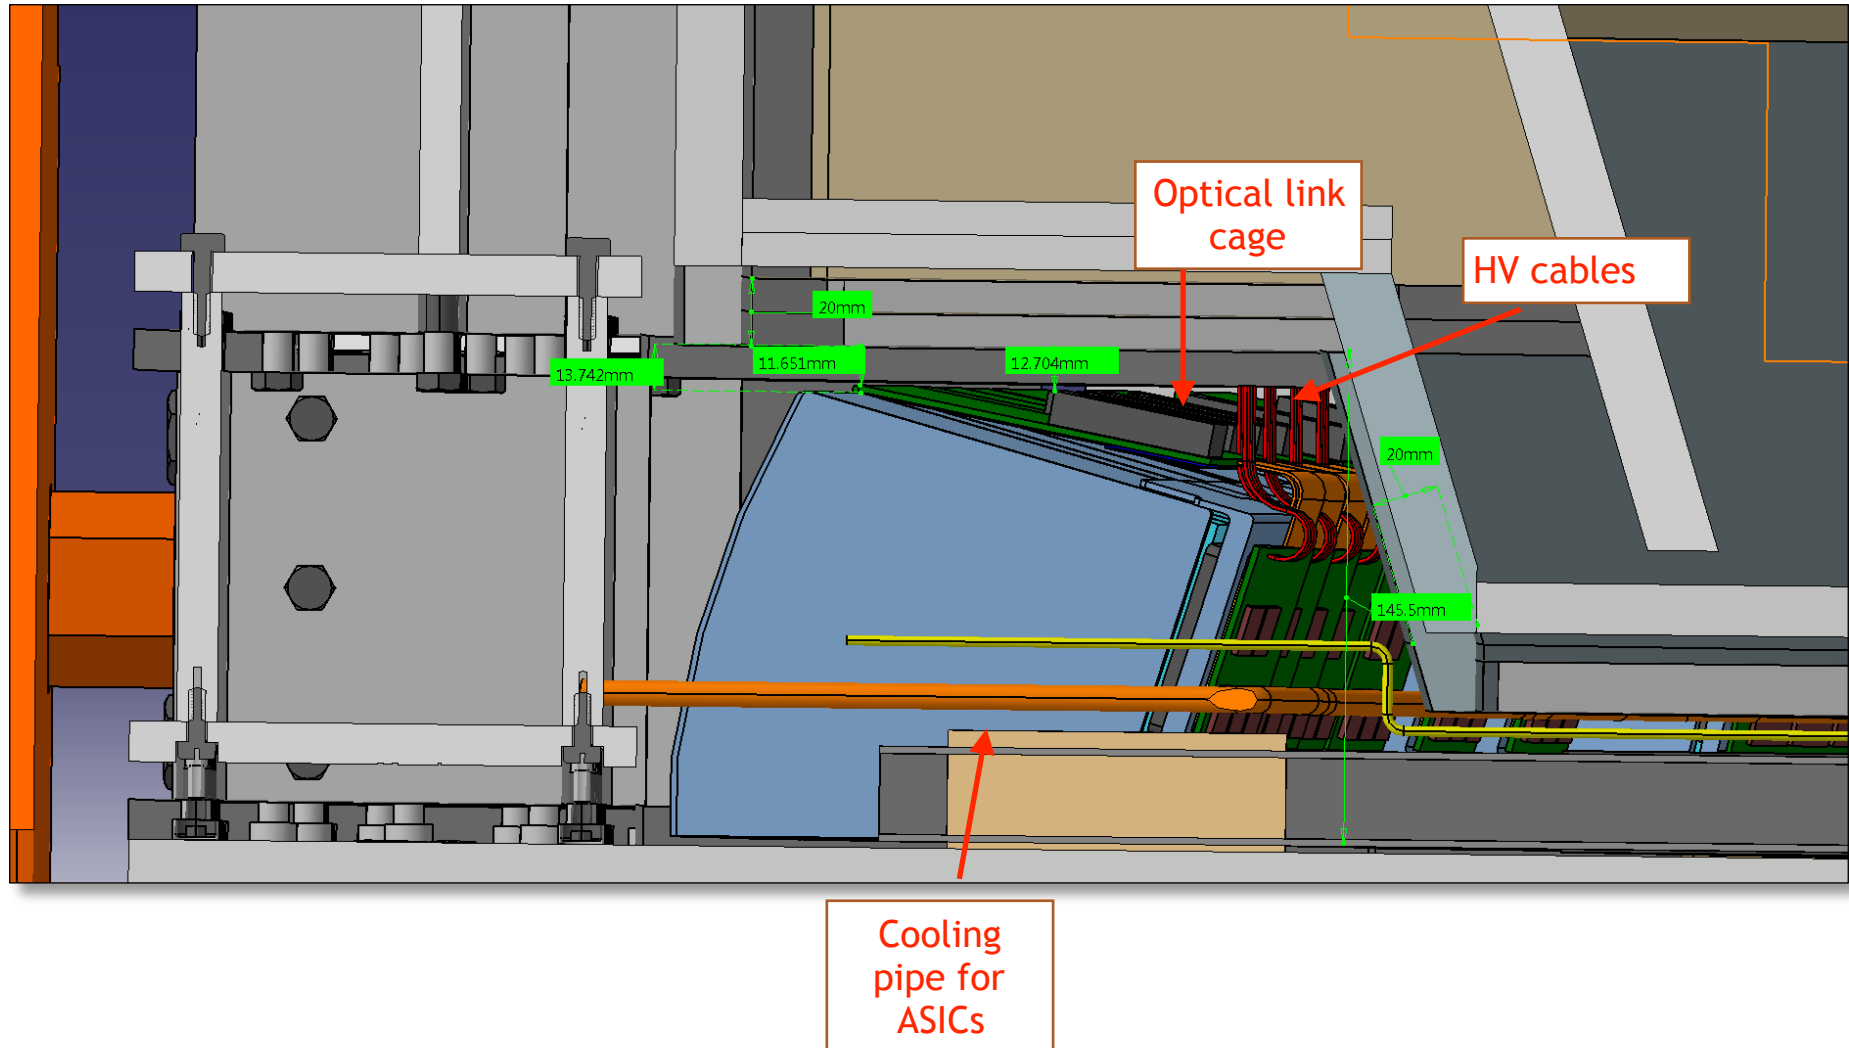 Optical link
cage
HV cables
20mm
13.742mm
11.651mm
12.704mm
20mm
145.5mm
Cooling
pipe for
ASICs